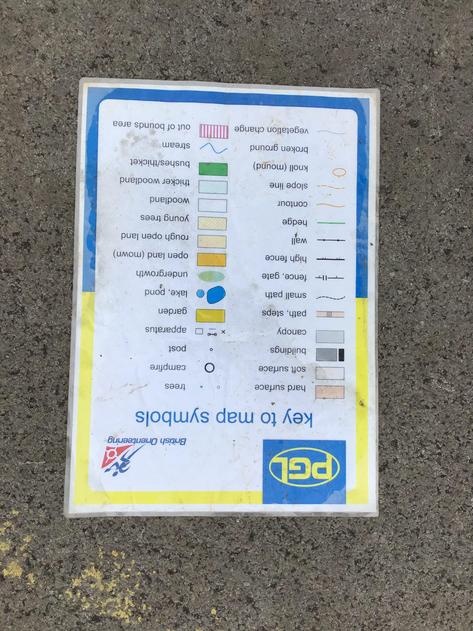 PGL
British Orienteering
key to map symbols
hard surface
soft surface
buildings
canopy
path, steps
small path
fence, gate
high fence
wall
hedge
contour
slope line
knoll (mound)
broken ground
vegetation change
trees
campfire
post
apparatus
garden
lake, pond
undergrowth
open land (mown)
rough open land
young trees
woodland
thicker woodland
bushes/thicket
stream
out of bounds area